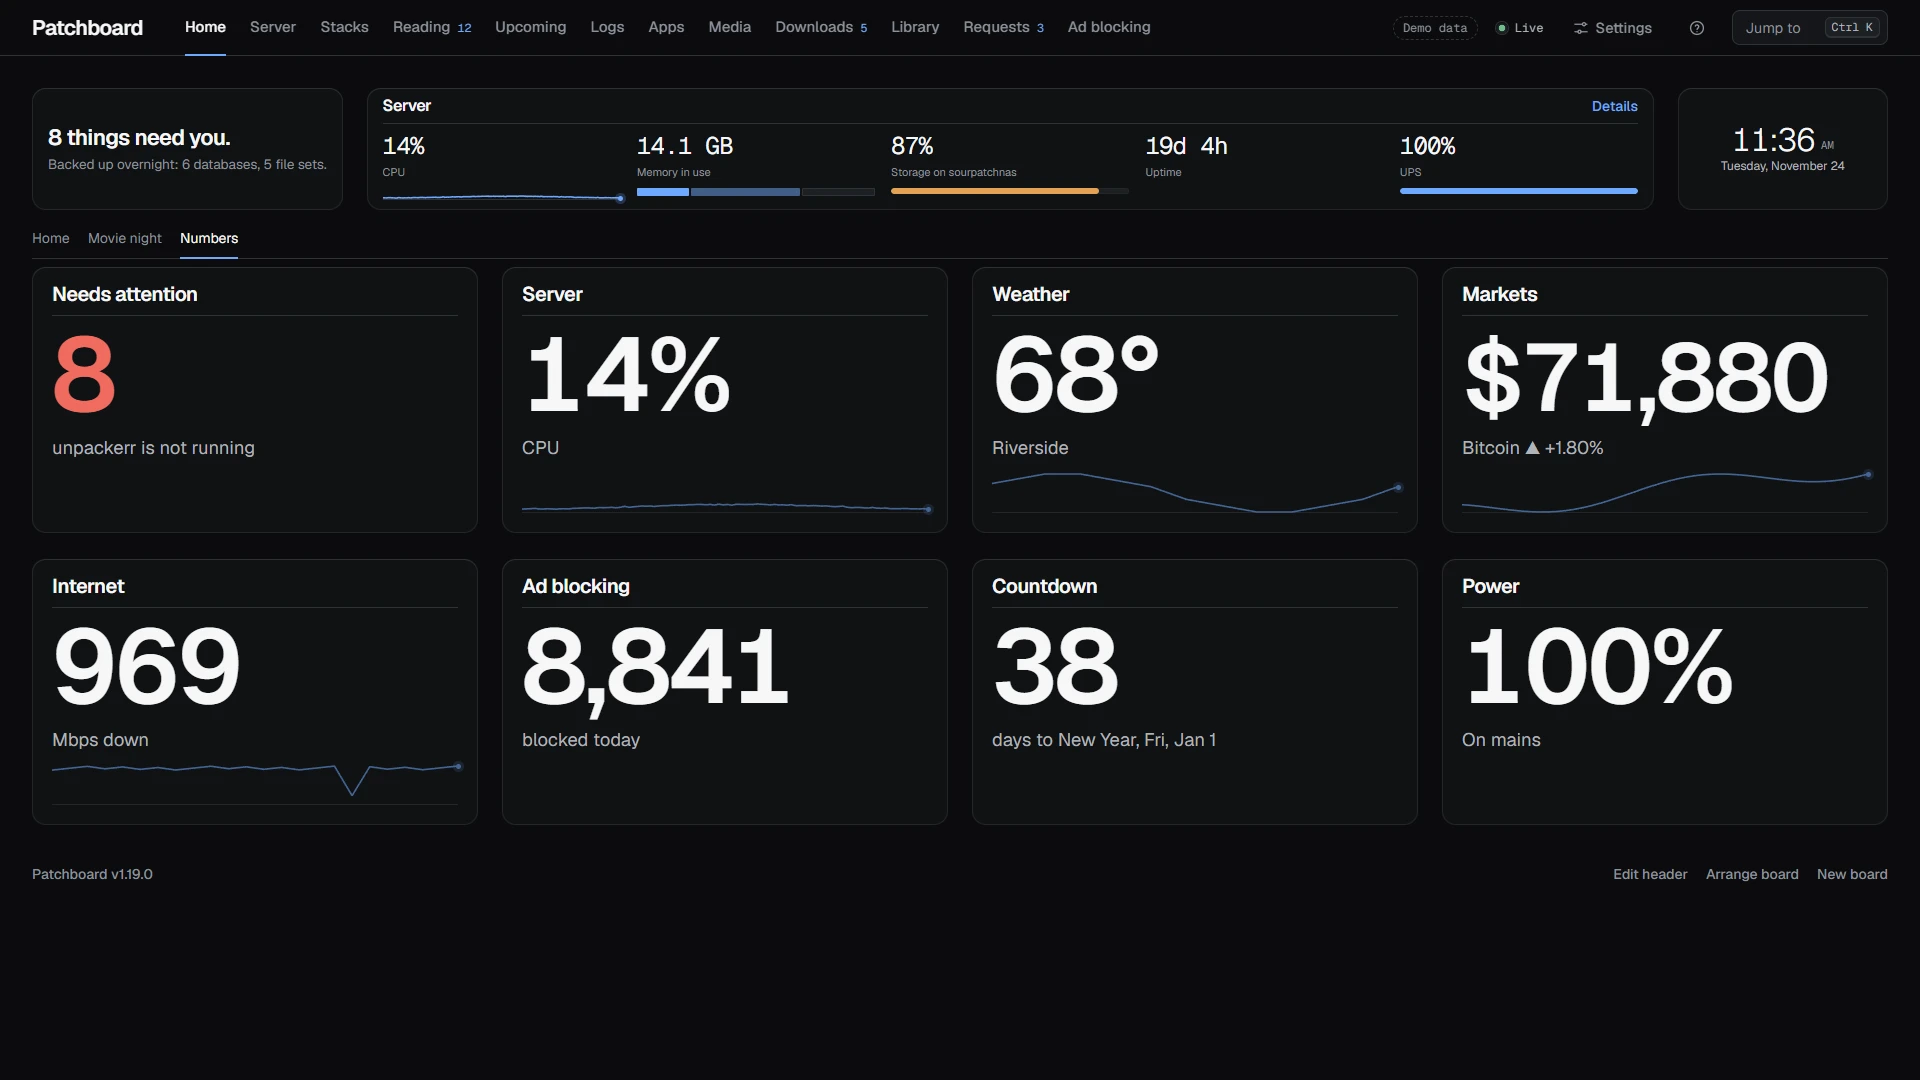 Patchboard Home Server Stacks Reading 12 Upcoming Logs Apps Media Downloads 5 Library Requests 3 Ad blocking Demo data Live Settings Jump to Ctrl K
8 things need you.
Backed up overnight: 6 databases, 5 file sets.
Server Details
14% 14.1 GB 87% 19d 4h 100%
CPU Memory in use Storage on sourpatchnas Uptime UPS
11:36 AM
Tuesday, November 24
Home Movie night Numbers
Needs attention
8
unpackerr is not running
Server
14%
CPU
Weather
68°
Riverside
Markets
$71,880
Bitcoin ▲ +1.80%
Internet
969
Mbps down
Ad blocking
8,841
blocked today
Countdown
38
days to New Year, Fri, Jan 1
Power
100%
On mains
Patchboard v1.19.0 Edit header Arrange board New board